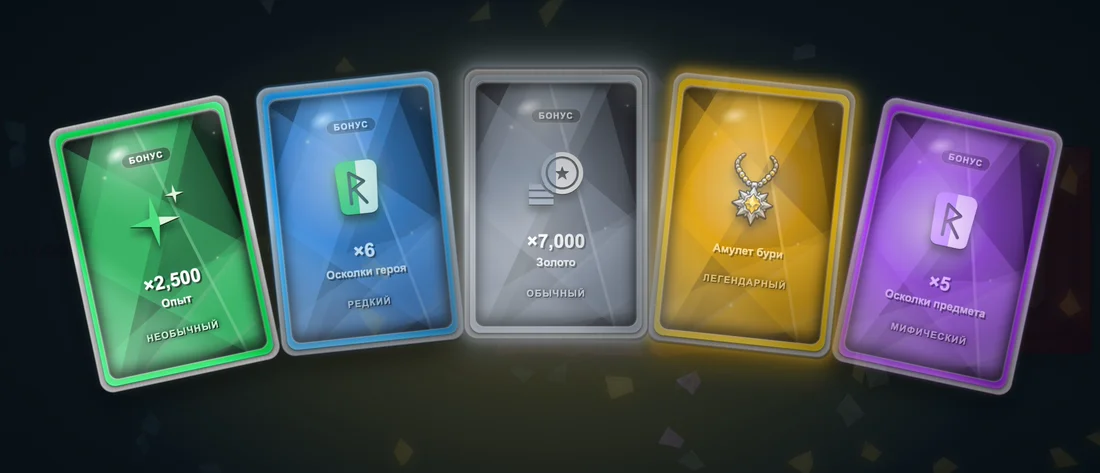 БОНУС
×2,500
Опыт
НЕОБЫЧНЫЙ
БОНУС
×6
Осколки героя
РЕДКИЙ
БОНУС
×7,000
Золото
ОБЫЧНЫЙ
Амулет бури
ЛЕГЕНДАРНЫЙ
БОНУС
×5
Осколки предмета
МИФИЧЕСКИЙ